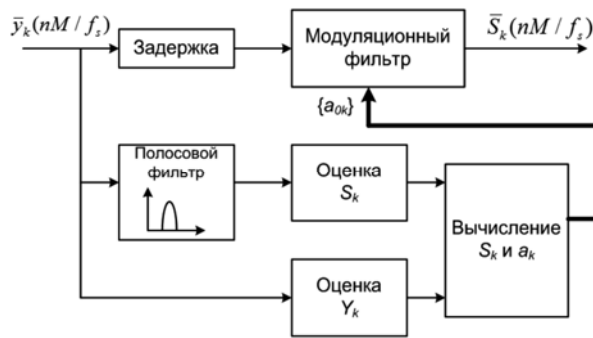 ȳₖ(nM / fₛ)
Задержка
Модуляционный
фильтр
S̄ₖ(nM / fₛ)
{a₀ₖ}
Полосовой
фильтр
Оценка
Sₖ
Вычисление
Sₖ и aₖ
Оценка
Yₖ